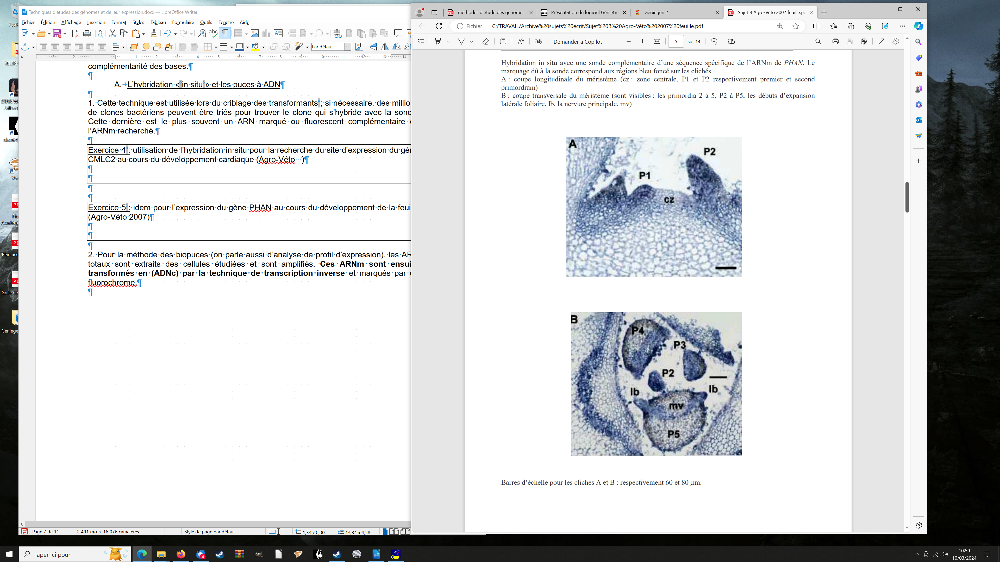 Techniques d'études des génomes et de leur expression.docx — LibreOffice Writer
Fichier Édition Affichage Insertion Format Styles Tableau Formulaire Outils Fenêtre Aide
Par défaut
complémentarité des bases.¶
A. L'hybridation « in situ » et les puces à ADN¶
1. Cette technique est utilisée lors du criblage des transformants ; si nécessaire, des millio
de clones bactériens peuvent être triés pour trouver le clone qui s'hybride avec la sond
Cette dernière est le plus souvent un ARN marqué ou fluorescent complémentaire
l'ARNm recherché.¶
Exercice 4 : utilisation de l'hybridation in situ pour la recherche du site d'expression du gèn
CMLC2 au cours du développement cardiaque (Agro-Véto )¶
Exercice 5 : idem pour l'expression du gène PHAN au cours du développement de la feui
(Agro-Véto 2007)¶
2. Pour la méthode des biopuces (on parle aussi d'analyse de profil d'expression), les AR
totaux sont extraits des cellules étudiées et sont amplifiés. Ces ARNm sont ensui
transformés en (ADNc) par la technique de transcription inverse et marqués par
fluorochrome.¶
Page 7 de 11
2 491 mots, 16 076 caractères
Style de page par défaut
1,33 / 0,00
13,34 x 4,58
méthodes d'étude des génomes
Présentation du logiciel GénieGe
Geniegen 2
Sujet B Agro-Véto 2007 feuille.pd
Fichier
C:/TRAVAIL/Archive%20sujets%20écrit/Sujet%20B%20Agro-Véto%202007%20feuille.pdf
Demander à Copilot
5 sur 14
Hybridation in situ avec une sonde complémentaire d'une séquence spécifique de l'ARNm de PHAN. Le
marquage dû à la sonde correspond aux régions bleu foncé sur les clichés.
A : coupe longitudinale du méristème (cz : zone centrale, P1 et P2 respectivement premier et second
primordium)
B : coupe transversale du méristème (sont visibles : les primordia 2 à 5, P2 à P5, les débuts d'expansion
latérale foliaire, lb, la nervure principale, mv)
A
P2
P1
cz
B
P4
P3
P2
lb
lb
mv
P5
Barres d'échelle pour les clichés A et B : respectivement 60 et 80 µm.
STAR WA
Fallen O
skse64_
Plan acc
Grille OA
Geniege
Taper ici pour
4
10:59
10/03/2024